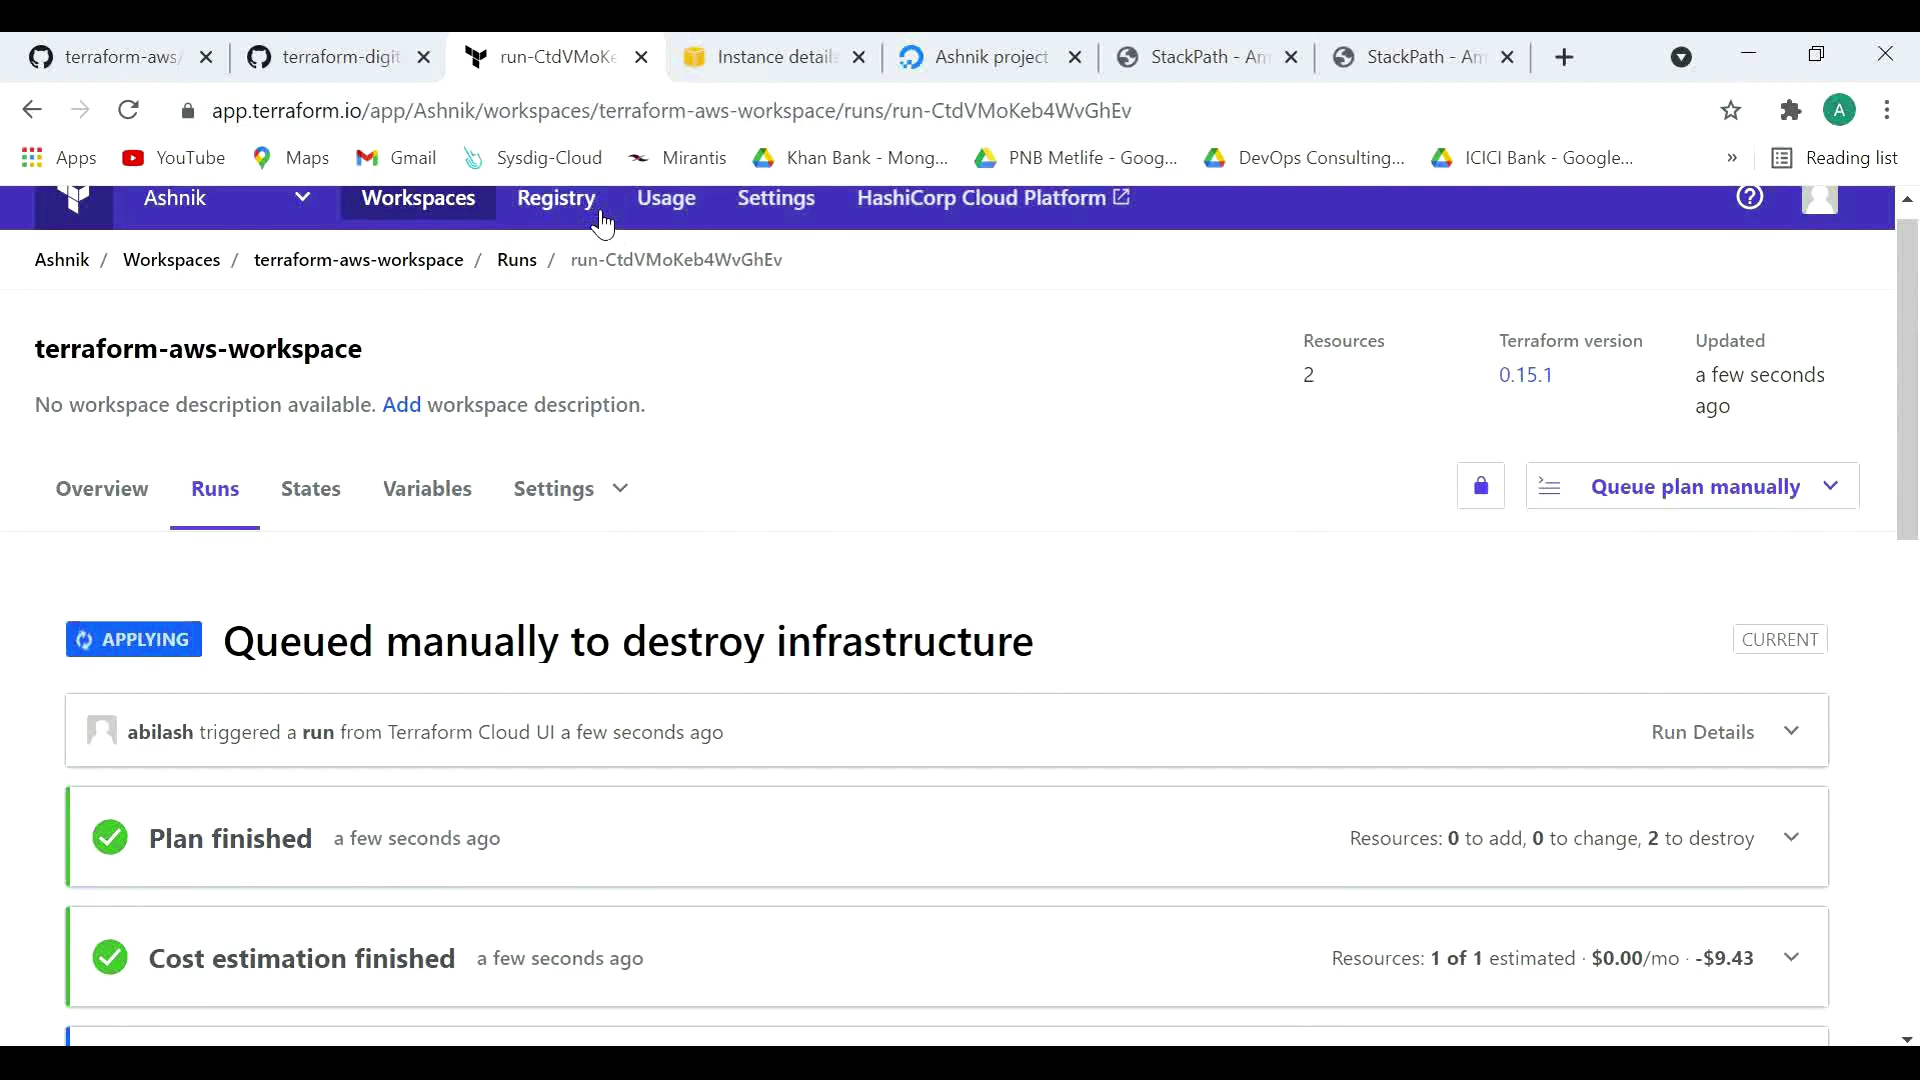 terraform-aws/
terraform-digit
run-CtdVMoKe
Instance details
Ashnik project
StackPath - An
StackPath - An
app.terraform.io/app/Ashnik/workspaces/terraform-aws-workspace/runs/run-CtdVMoKeb4WvGhEv
A
Apps
YouTube
Maps
Gmail
Sysdig-Cloud
Mirantis
Khan Bank - Mong...
PNB Metlife - Goog...
DevOps Consulting...
ICICI Bank - Google...
»
Reading list
Ashnik
Workspaces
Registry
Usage
Settings
HashiCorp Cloud Platform
Ashnik / Workspaces / terraform-aws-workspace / Runs / run-CtdVMoKeb4WvGhEv
terraform-aws-workspace
No workspace description available. Add workspace description.
Resources
2
Terraform version
0.15.1
Updated
a few seconds
ago
Overview
Runs
States
Variables
Settings
Queue plan manually
APPLYING
Queued manually to destroy infrastructure
CURRENT
abilash triggered a run from Terraform Cloud UI a few seconds ago
Run Details
Plan finished a few seconds ago
Resources: 0 to add, 0 to change, 2 to destroy
Cost estimation finished a few seconds ago
Resources: 1 of 1 estimated · $0.00/mo · -$9.43